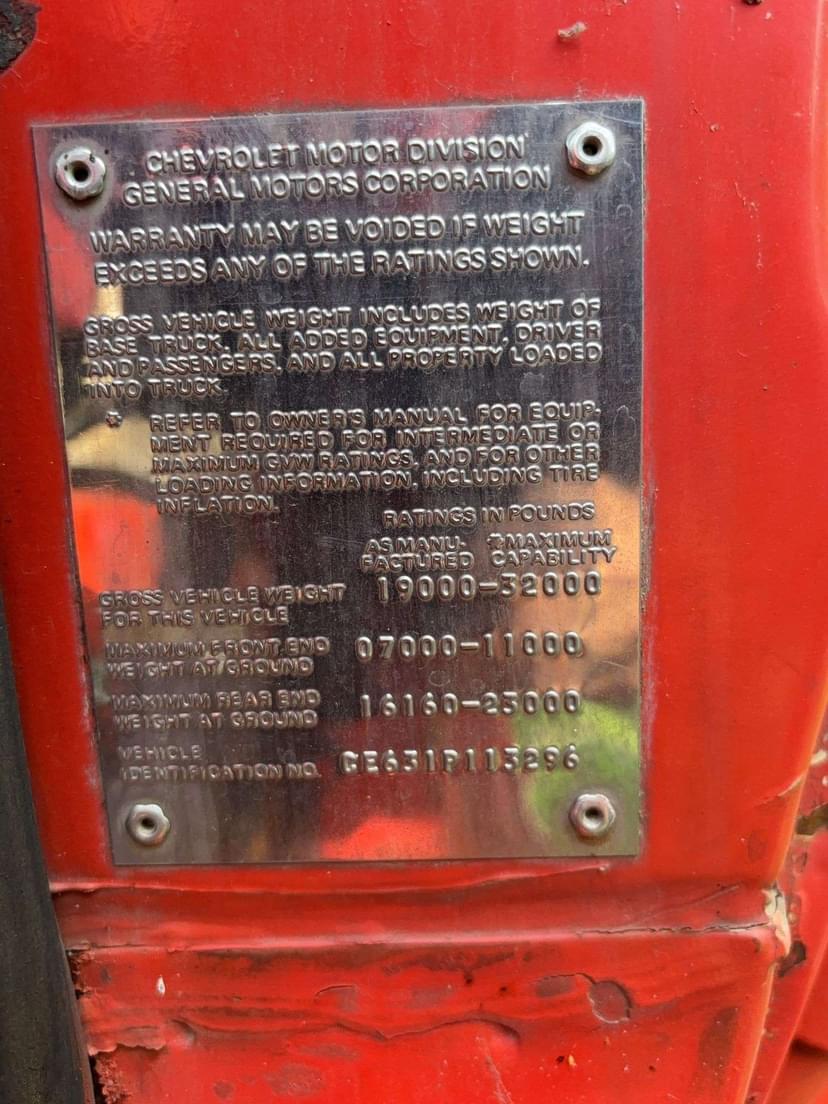 CHEVROLET MOTOR DIVISION
GENERAL MOTORS CORPORATION
WARRANTY MAY BE VOIDED IF WEIGHT
EXCEEDS ANY OF THE RATINGS SHOWN.
GROSS VEHICLE WEIGHT INCLUDES WEIGHT OF
BASE TRUCK, ALL ADDED EQUIPMENT, DRIVER
AND PASSENGERS, AND ALL PROPERTY LOADED
INTO TRUCK.
* REFER TO OWNER'S MANUAL FOR EQUIP-
MENT REQUIRED FOR INTERMEDIATE OR
MAXIMUM GVW RATINGS, AND FOR OTHER
LOADING INFORMATION, INCLUDING TIRE
INFLATION.
RATINGS IN POUNDS
AS MANU- *MAXIMUM
FACTURED CAPABILITY
GROSS VEHICLE WEIGHT 19000-32000
FOR THIS VEHICLE
MAXIMUM FRONT END 07000-11000
WEIGHT AT GROUND
MAXIMUM REAR END 16160-23000
WEIGHT AT GROUND
VEHICLE
IDENTIFICATION NO. CE631P113296